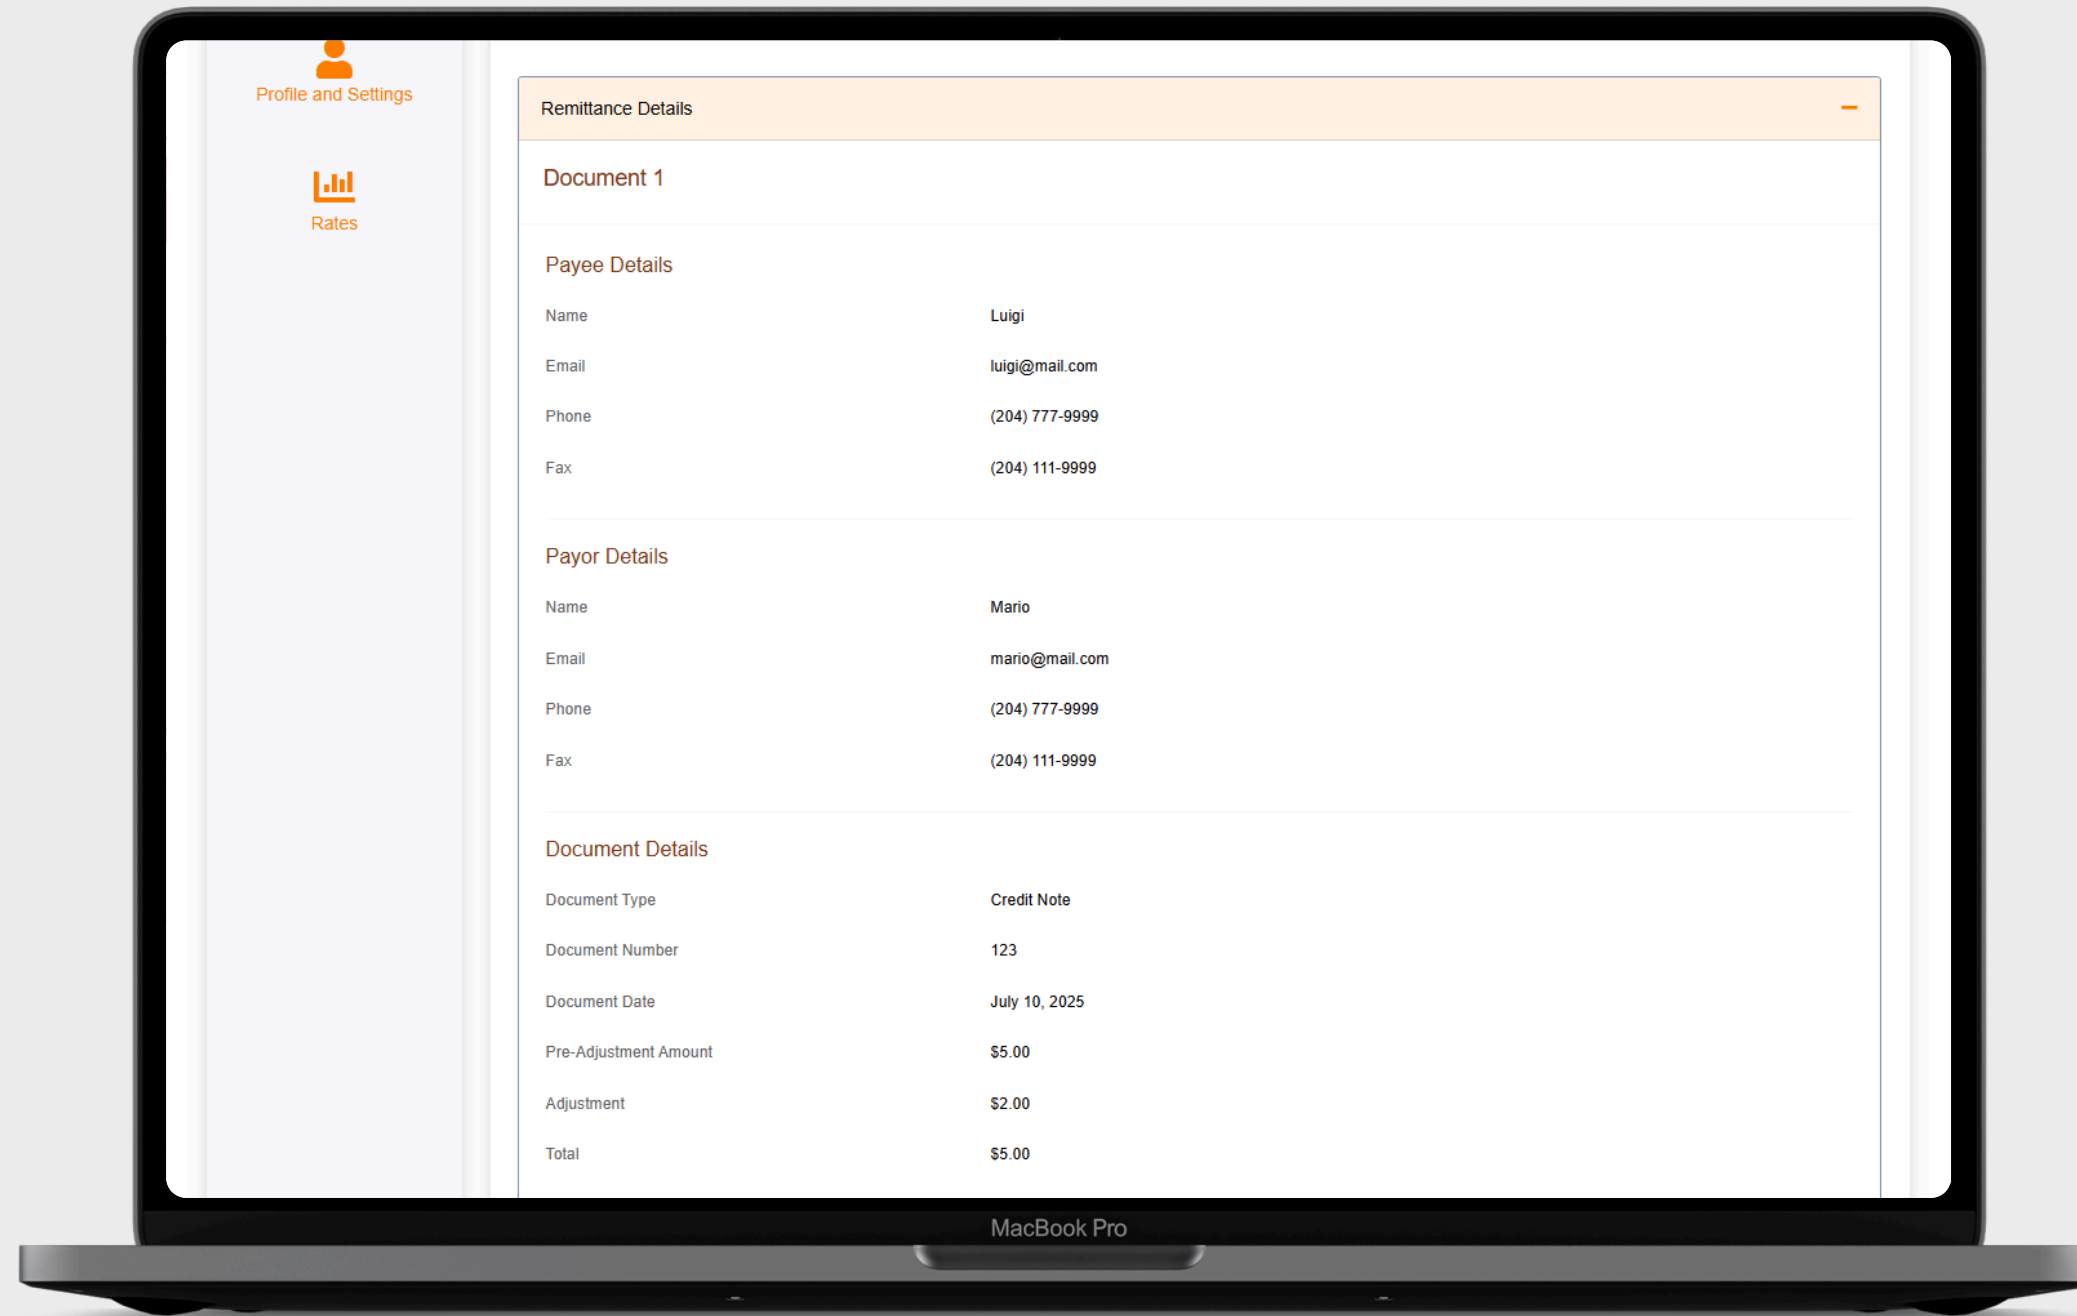 Profile and Settings
Rates
Remittance Details
Document 1
Payee Details
Name Luigi
Email luigi@mail.com
Phone (204) 777-9999
Fax (204) 111-9999
Payor Details
Name Mario
Email mario@mail.com
Phone (204) 777-9999
Fax (204) 111-9999
Document Details
Document Type Credit Note
Document Number 123
Document Date July 10, 2025
Pre-Adjustment Amount $5.00
Adjustment $2.00
Total $5.00
MacBook Pro